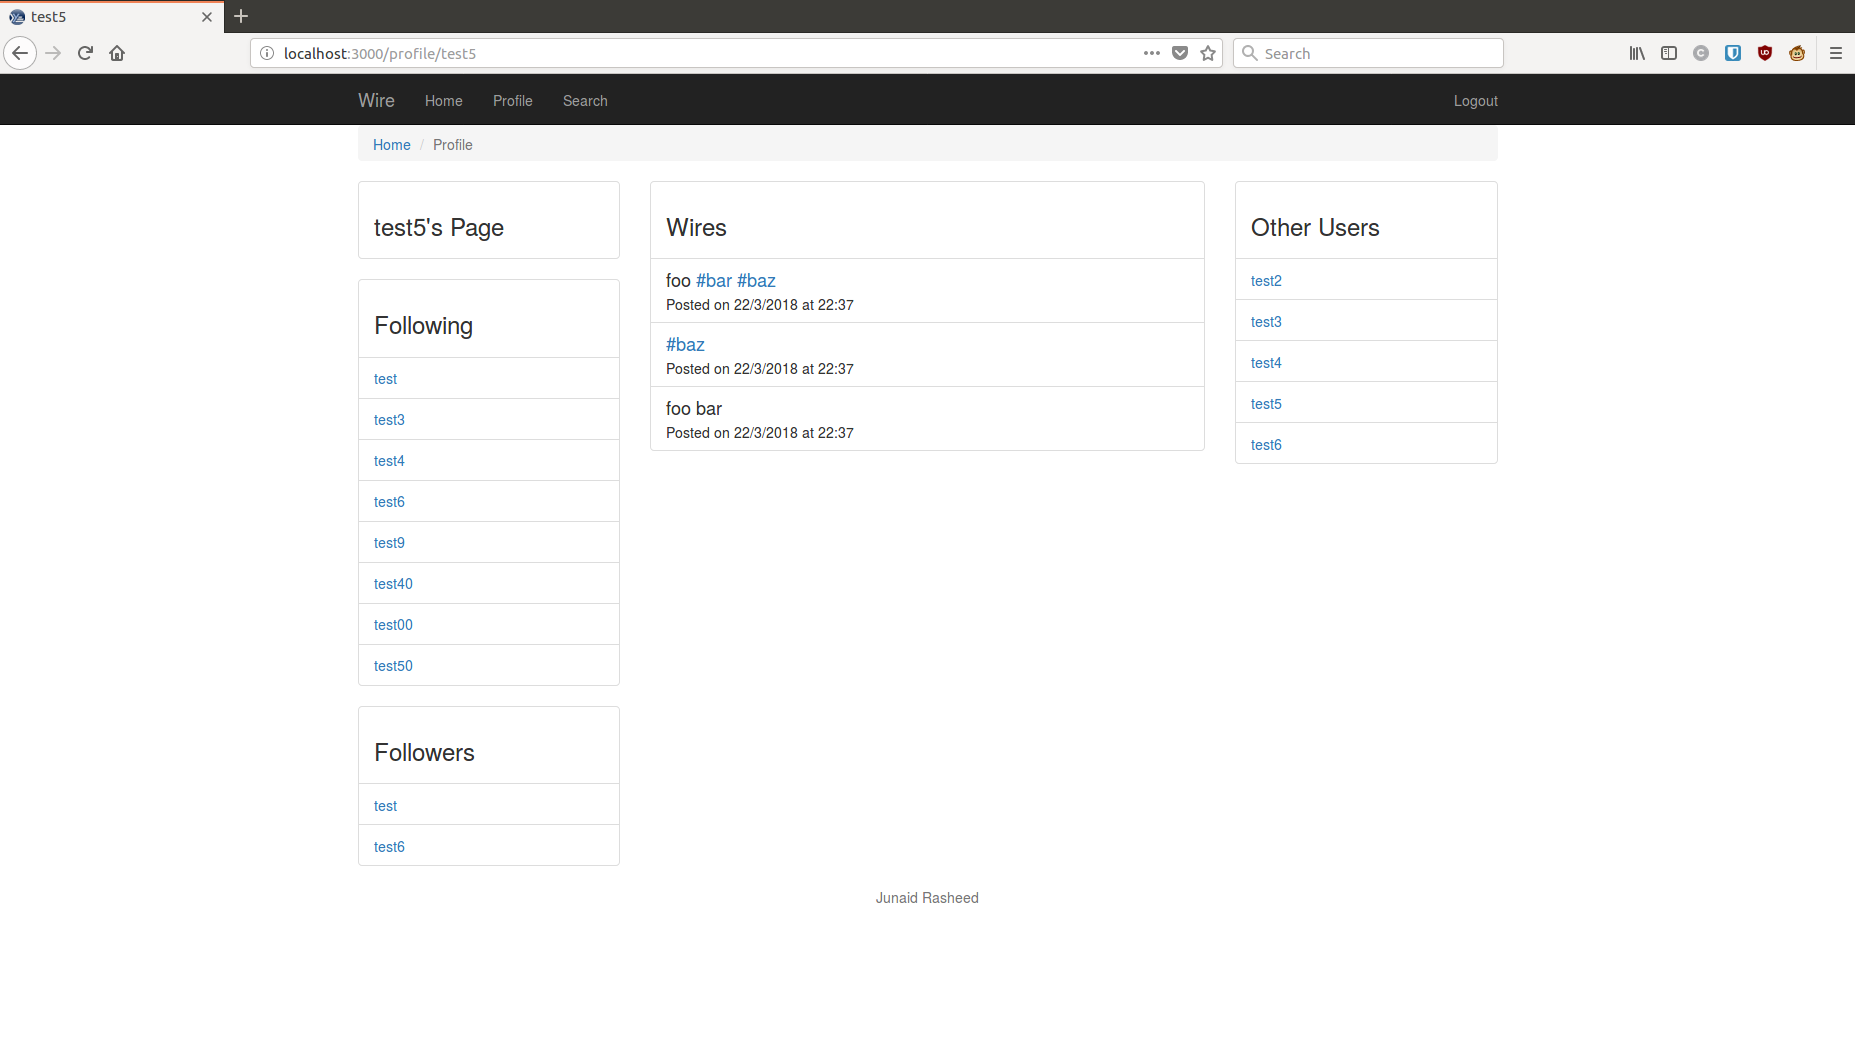 test5
localhost:3000/profile/test5
Search
Wire Home Profile Search Logout
Home / Profile
test5's Page
Following
test
test3
test4
test6
test9
test40
test00
test50
Followers
test
test6
Wires
foo #bar #baz
Posted on 22/3/2018 at 22:37
#baz
Posted on 22/3/2018 at 22:37
foo bar
Posted on 22/3/2018 at 22:37
Other Users
test2
test3
test4
test5
test6
Junaid Rasheed